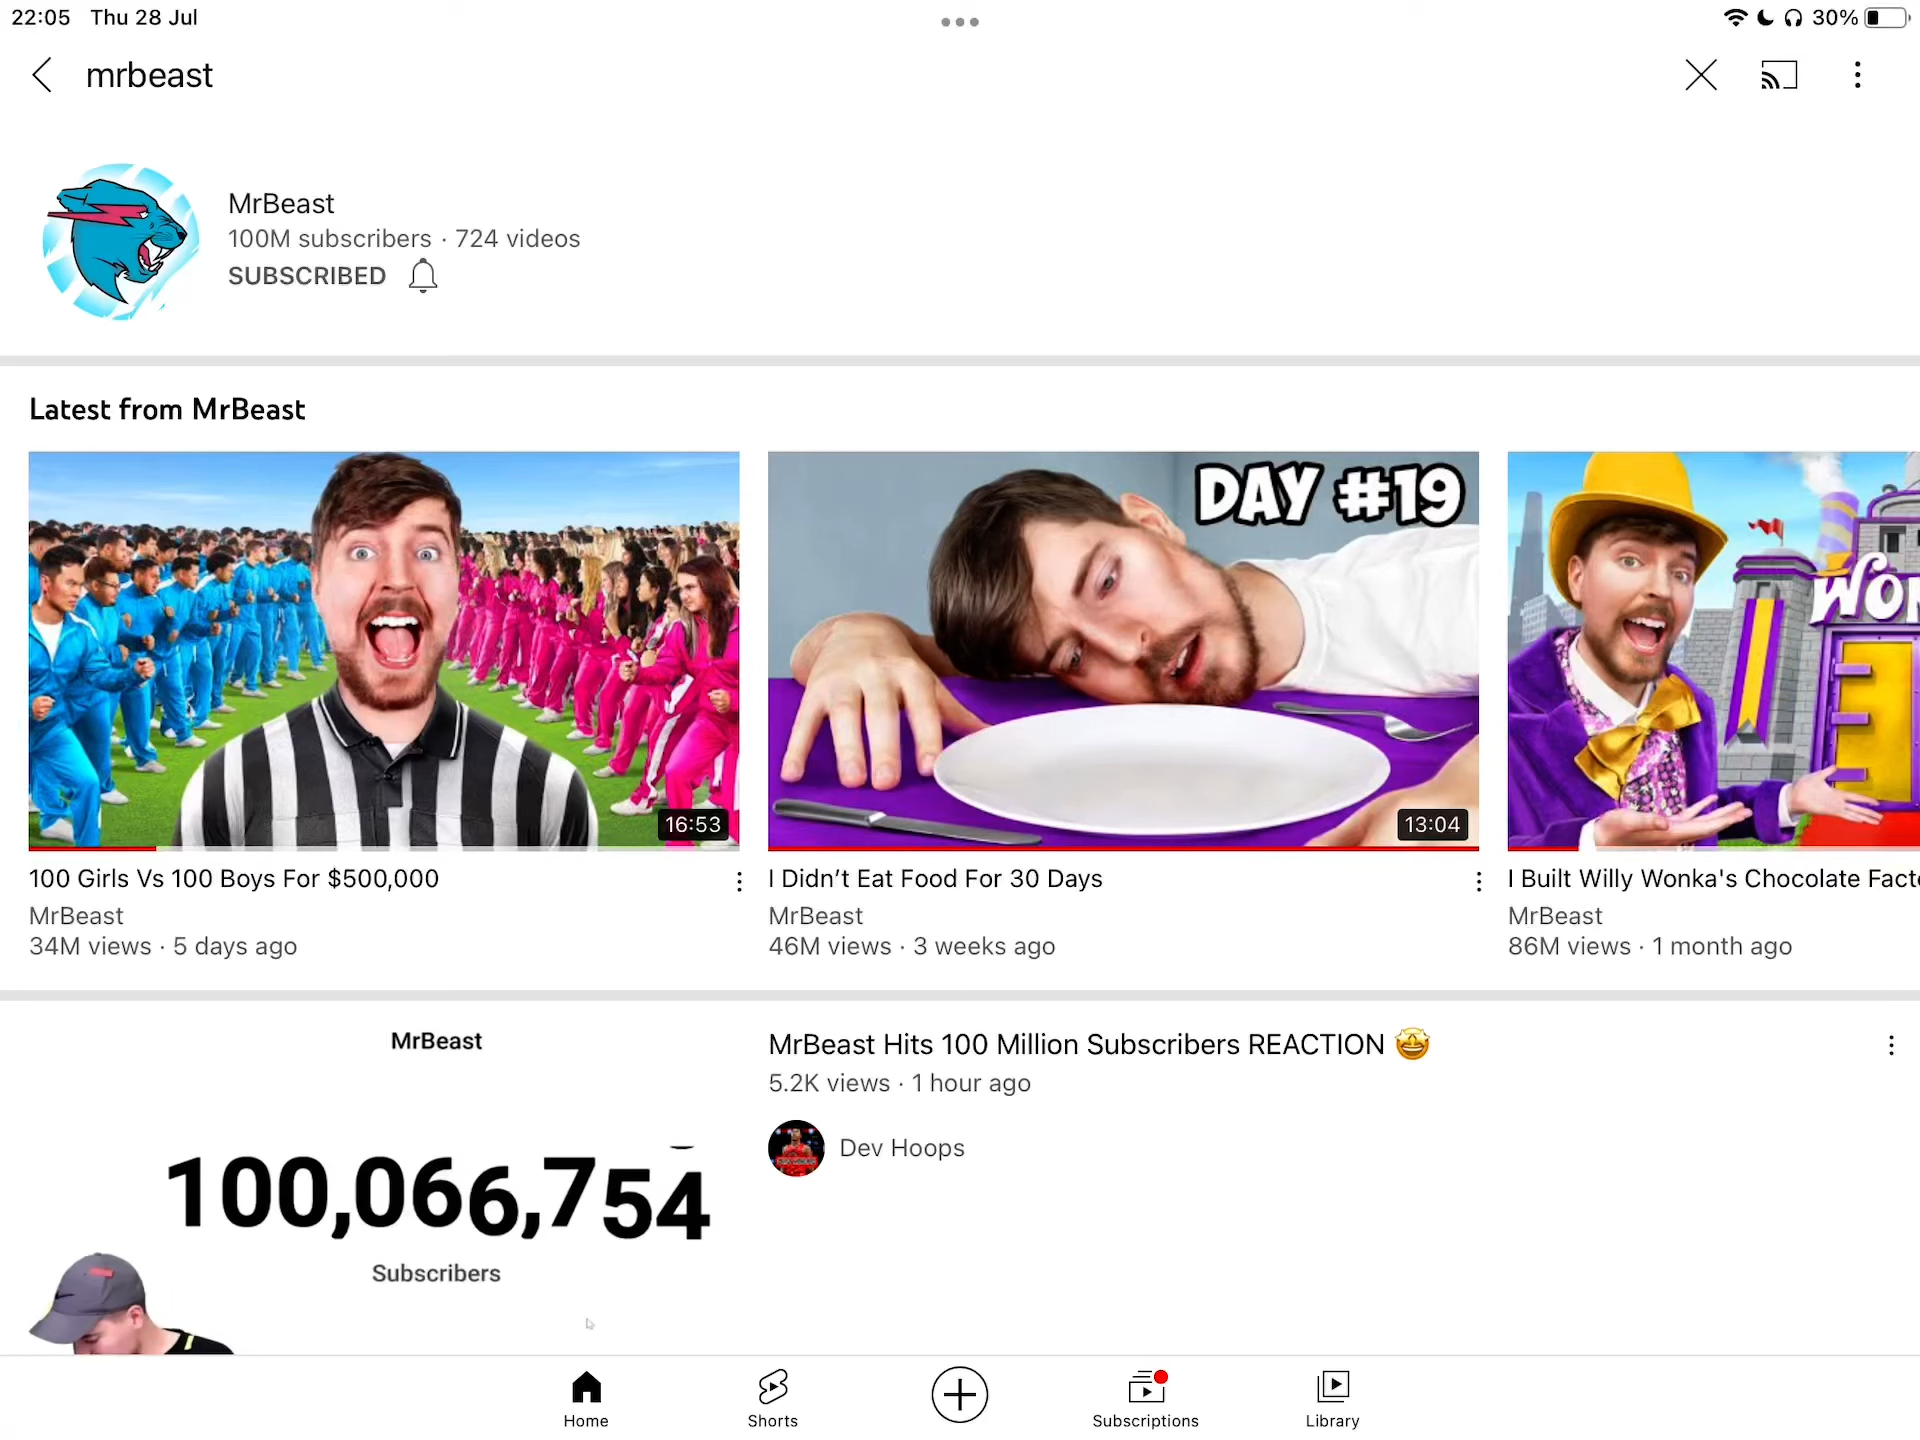 22:05 Thu 28 Jul
30%
mrbeast
MrBeast
100M subscribers · 724 videos
SUBSCRIBED
Latest from MrBeast
DAY #19
16:53
13:04
100 Girls Vs 100 Boys For $500,000
MrBeast
34M views · 5 days ago
I Didn’t Eat Food For 30 Days
MrBeast
46M views · 3 weeks ago
I Built Willy Wonka's Chocolate
MrBeast
86M views · 1 month ago
MrBeast
100,066,754
Subscribers
MrBeast Hits 100 Million Subscribers REACTION 🤩
5.2K views · 1 hour ago
Dev Hoops
Home
Shorts
Subscriptions
Library